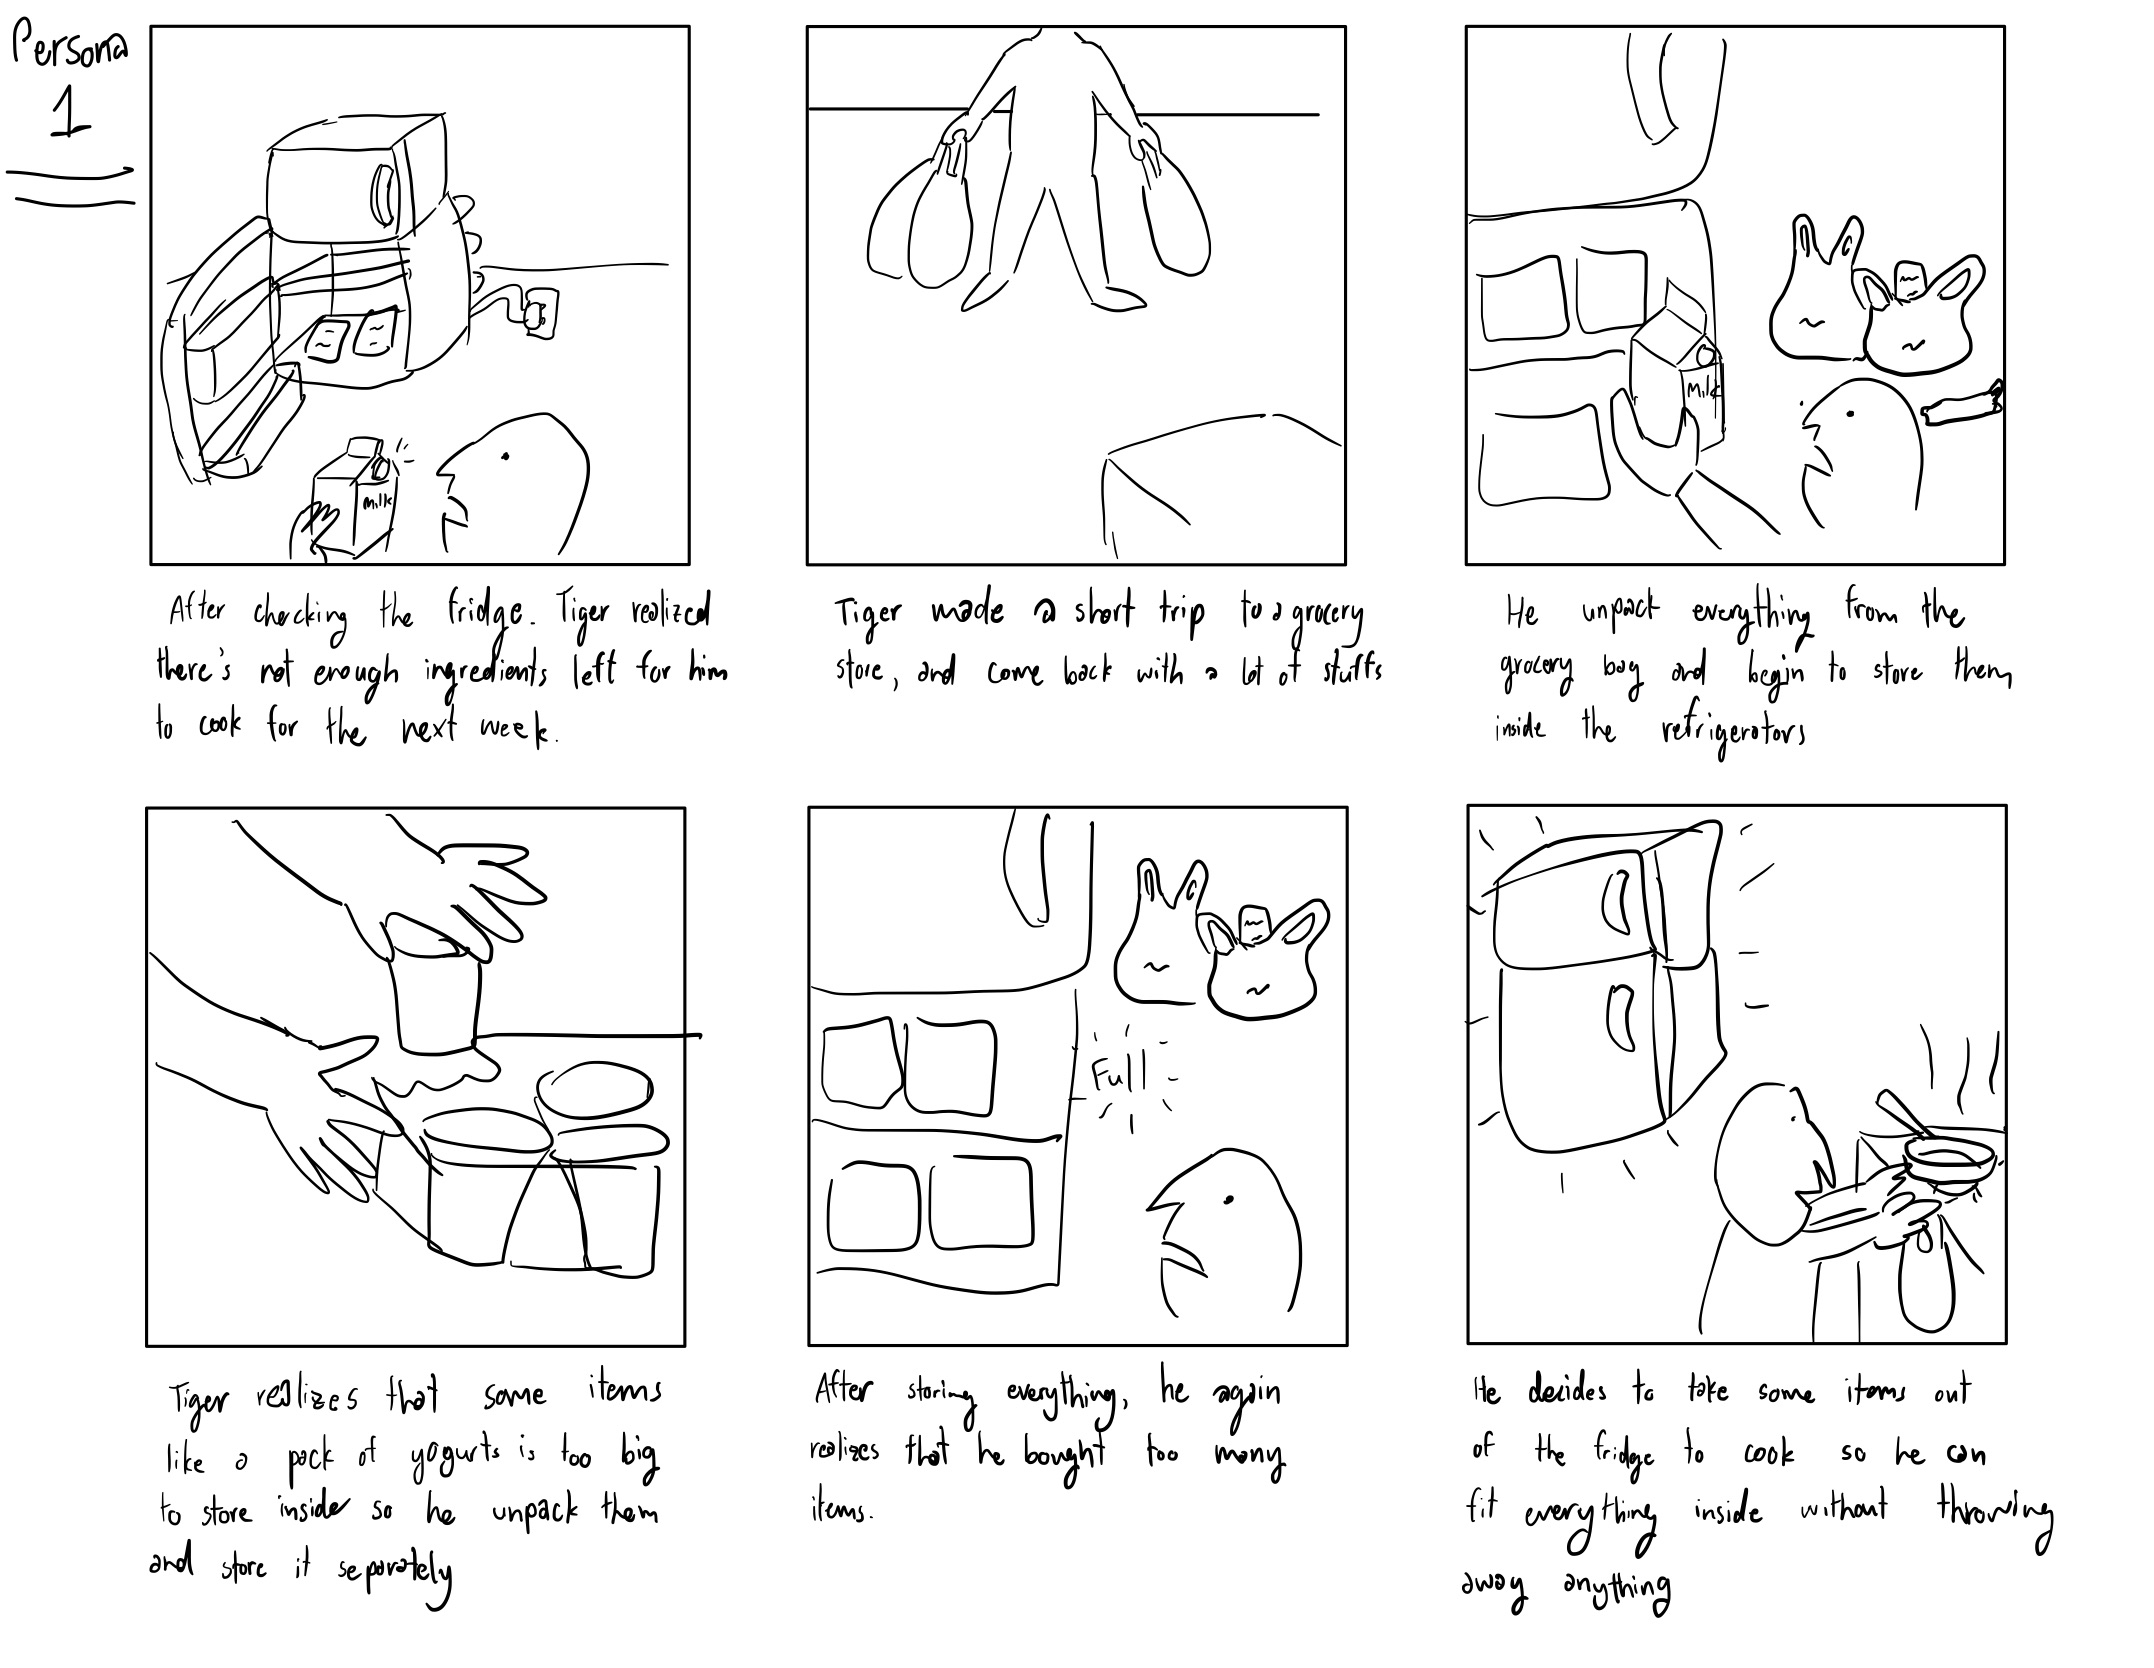 Persona
1
Milk
Milk
After checking the fridge. Tiger realized
there's not enough ingredients left for him
to cook for the next week.
Tiger made a short trip to a grocery
store, and come back with a lot of stuffs
He unpack everything from the
grocery bag and begin to store them
inside the refrigerators
Full
Tiger realizes that some items
like a pack of yogurts is too big
to store inside so he unpack them
and store it separately
After storing everything, he again
realizes that he bought too many
items.
He decides to take some items out
of the fridge to cook so he can
fit everything inside without throwing
away anything